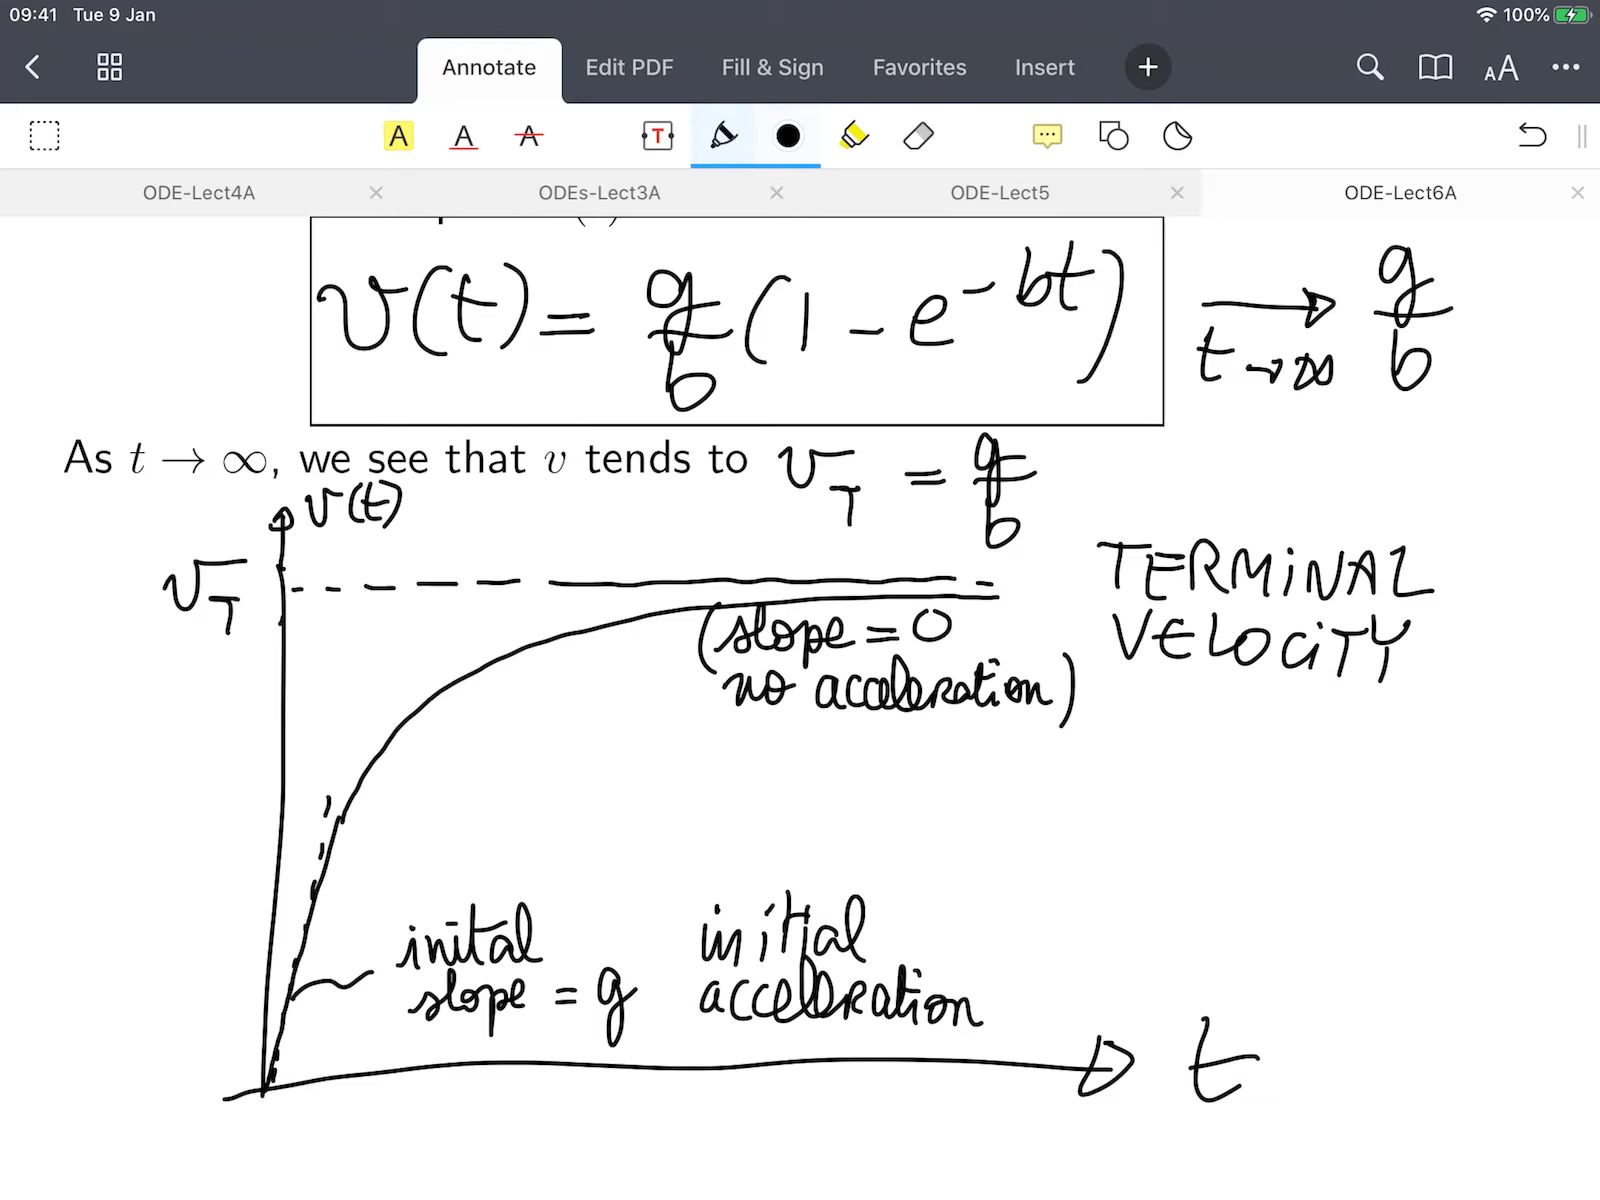 09:41 Tue 9 Jan 100%
Annotate Edit PDF Fill & Sign Favorites Insert
A A A T AA
ODE-Lect4A ODEs-Lect3A ODE-Lect5 ODE-Lect6A
v(t) = g/b (1 - e^-bt) → t→∞ g/b
As t → ∞, we see that v tends to v_T = g/b
v(t)
v_T
TERMINAL
VELOCITY
(slope = 0
no acceleration)
inital
slope = g
initial
acceleration
t